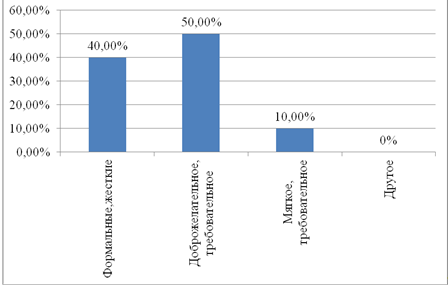 60,00%
50,00%
40,00%
30,00%
20,00%
10,00%
0,00%
40,00%
50,00%
10,00%
0%
Формальные,жесткие
Доброжелательное,
требовательное
Мягкое,
требовательное
Другое